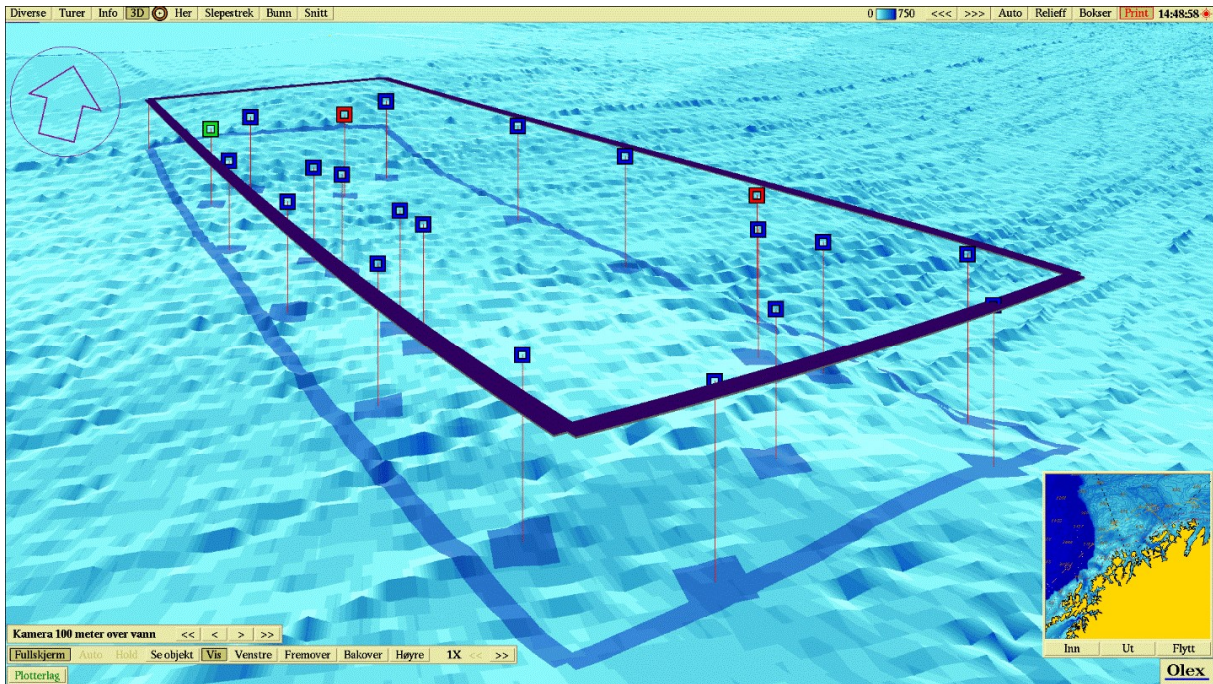 Diverse Turer Info 3D Her Slepestrek Bunn Snitt 0 750 <<< >>> Auto Relieff Bokser Print 14:48:58
Kamera 100 meter over vann << < > >>
Fullskjerm Auto Hold Se objekt Vis Venstre Fremover Bakover Høyre 1X << >>
Inn Ut Flytt
Plotterlag
Olex